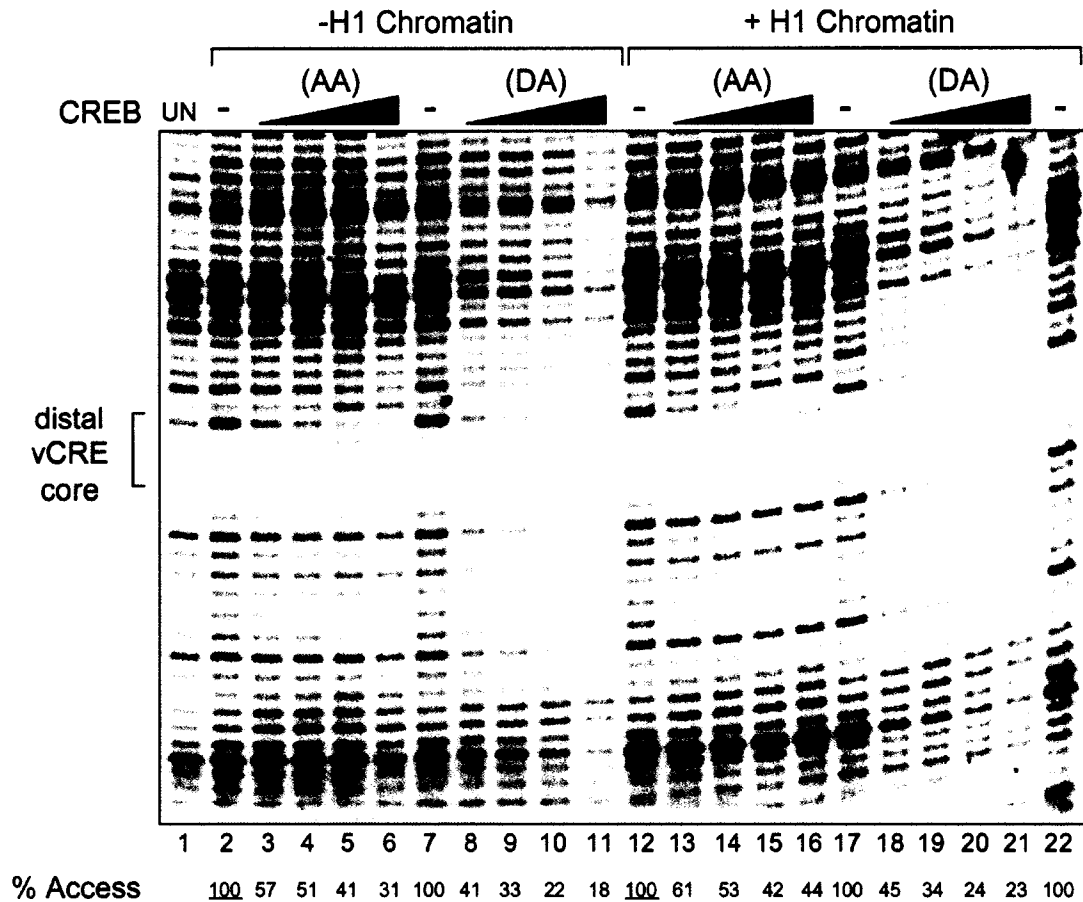 -H1 Chromatin + H1 Chromatin
(AA) (DA) (AA) (DA)
CREB UN - - - - -
distal
vCRE
core
1 2 3 4 5 6 7 8 9 10 11 12 13 14 15 16 17 18 19 20 21 22
% Access 100 57 51 41 31 100 41 33 22 18 100 61 53 42 44 100 45 34 24 23 100